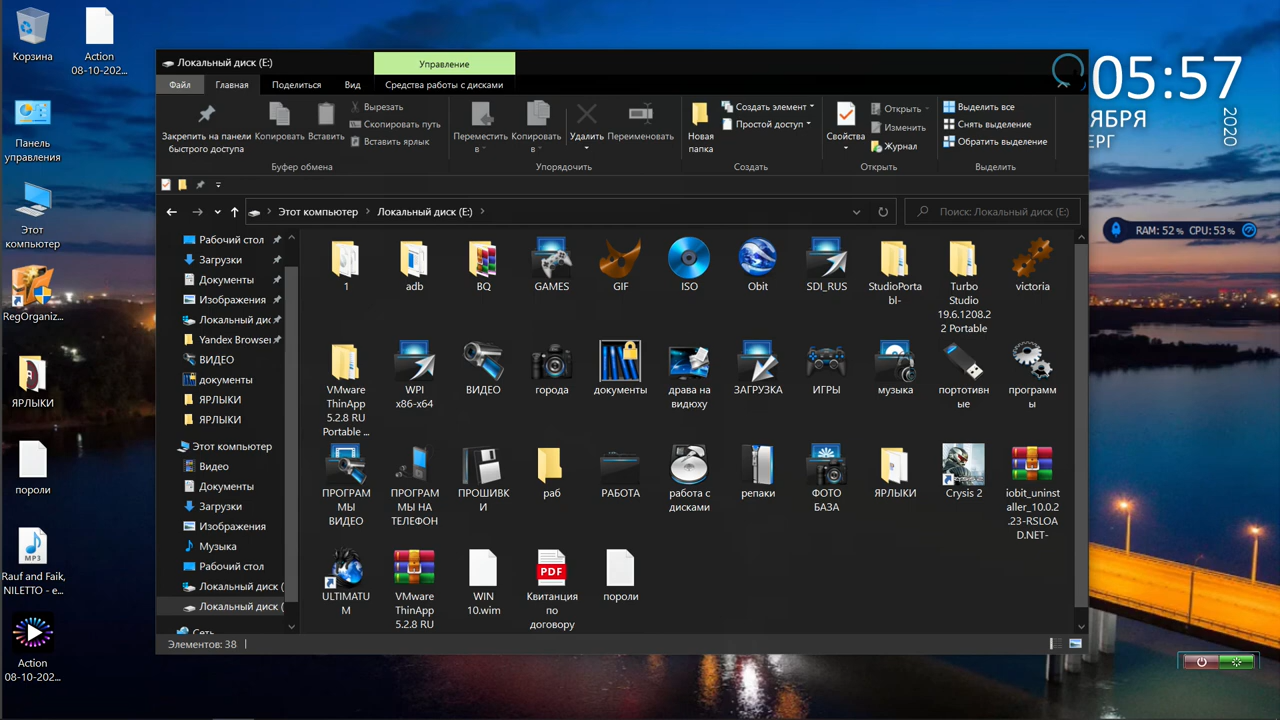 Корзина
Action
08-10-202...
Панель
управления
Этот
компьютер
RegOrganiz...
ЯРЛЫКИ
пороли
MP3
Rauf and Faik,
NILETTO - е...
Action
08-10-202...
Локальный диск (E:)
Управление
Файл
Главная
Поделиться
Вид
Средства работы с дисками
Закрепить на панели
быстрого доступа
Копировать
Вставить
Вырезать
Скопировать путь
Вставить ярлык
Буфер обмена
Переместить
в
Копировать
в
Удалить
Переименовать
Упорядочить
Новая
папка
Создать элемент
Простой доступ
Создать
Свойства
Открыть
Изменить
Журнал
Открыть
Выделить все
Снять выделение
Обратить выделение
Выделить
Этот компьютер
Локальный диск (E:)
Поиск: Локальный диск (E:)
Рабочий стол
Загрузки
Документы
Изображения
Локальный дис
Yandex Browser
ВИДЕО
документы
ЯРЛЫКИ
ЯРЛЫКИ
Этот компьютер
Видео
Документы
Загрузки
Изображения
Музыка
Рабочий стол
Локальный диск (
Локальный диск (
Сеть
1
adb
BQ
GAMES
GIF
ISO
Obit
SDI_RUS
StudioPorta
bl-
Turbo
Studio
19.6.1208.2
2 Portable
victoria
VMware
ThinApp
5.2.8 RU
Portable ...
WPI
x86-x64
ВИДЕО
города
документы
драва на
видюху
ЗАГРУЗКА
ИГРЫ
музыка
портотивн
ые
программ
ы
ПРОГРАМ
МЫ
ВИДЕО
ПРОГРАМ
МЫ НА
ТЕЛЕФОН
ПРОШИВК
И
раб
РАБОТА
работа с
дисками
репаки
ФОТО
БАЗА
ЯРЛЫКИ
Crysis 2
iobit_uninst
aller_10.0.2
.23-RSLOA
D.NET-
ULTIMATU
M
VMware
ThinApp
5.2.8 RU
WIN
10.wim
PDF
Квитанция
по
договору
пороли
Элементов: 38
05:57
ЯБРЯ
ЕРГ
2020
RAM: 52 % CPU: 53 %